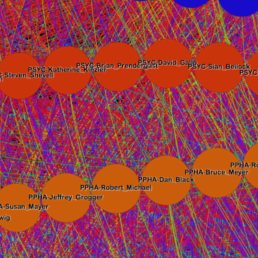 PSYC-David.Gallo
PSYC-Brian.Prendergast
PSYC-Sian.Beilock
PSYC-Katherine.Kinzler
Steven.Shevell
PSYC
PPHA-Bruce.Meyer
PPHA-Dan.Black
PPHA-Robert.Michael
PPHA-Jeffrey.Grogger
A-Susan.Mayer
wig